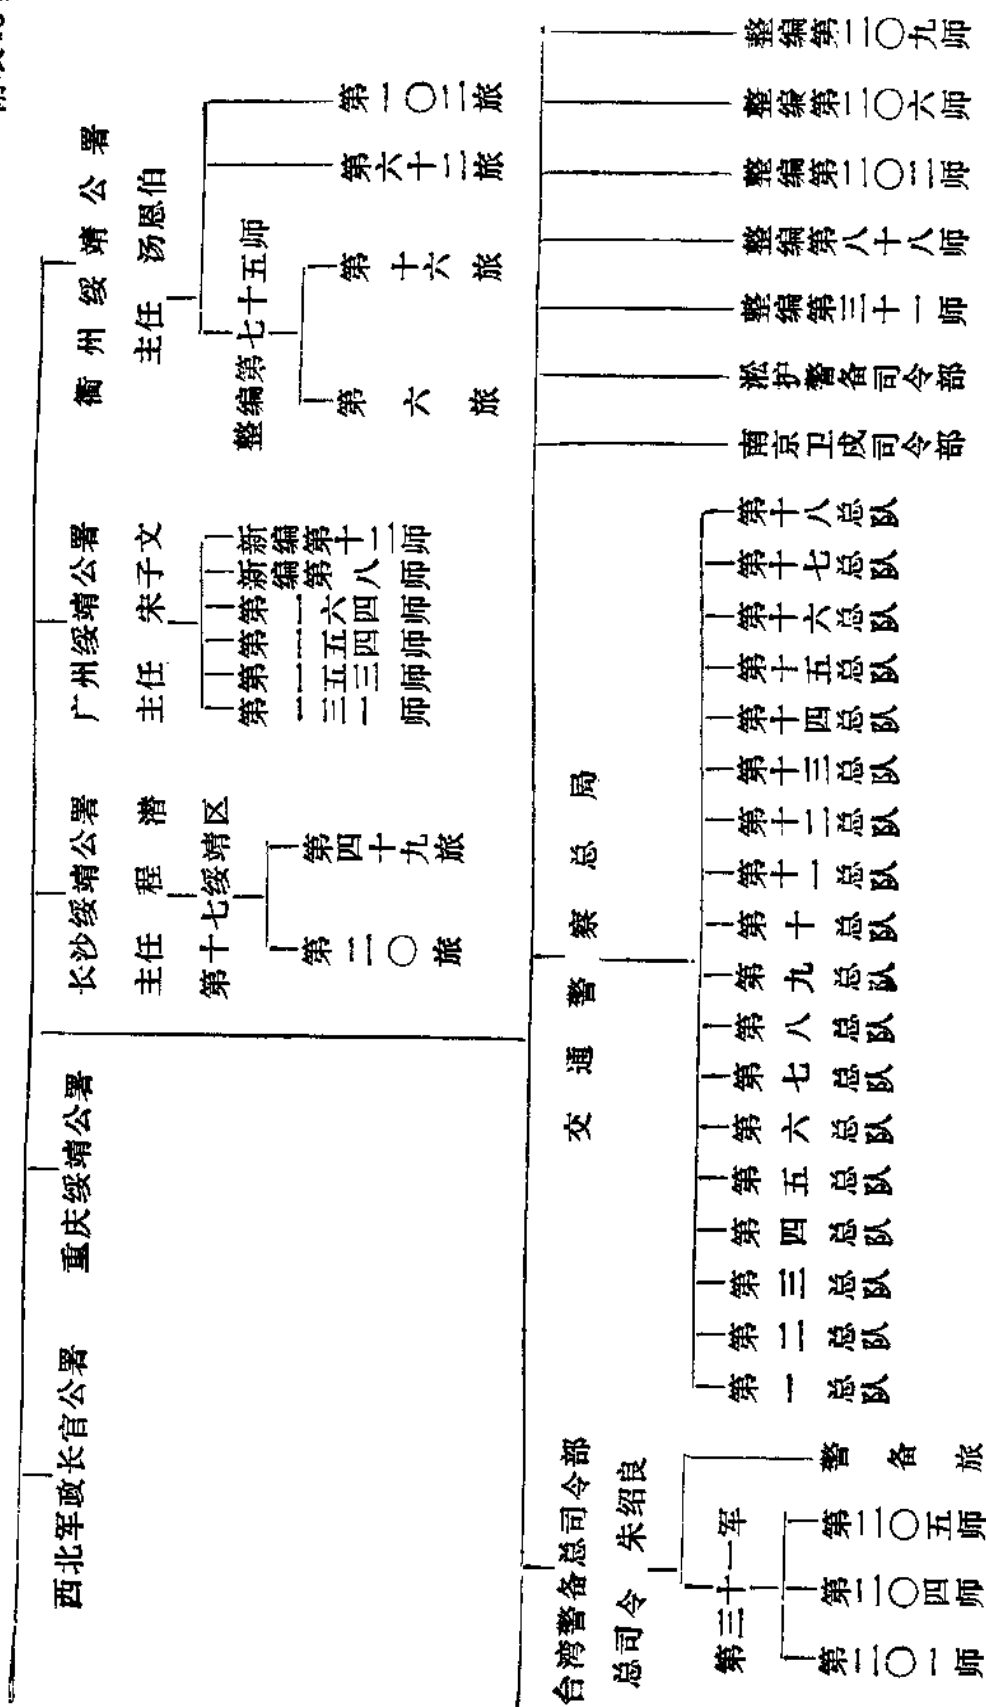 西北军政长官公署
重庆绥靖公署
长沙绥靖公署
主任 程潜
第十七绥靖区
第二〇旅
第四十九旅
广州绥靖公署
主任 宋子文
第一三一师
第一五三师
第一五四师
第一六四师
新编第八师
新编第十二师
衢州绥靖公署
主任 汤恩伯
整编第七十五师
第六旅
第十六旅
第六十二旅
第一〇二旅
台湾警备总司令部
总司令 朱绍良
第三十一军
第二〇一师
第二〇四师
第二〇五师
警备旅
交通警察总局
第一总队
第二总队
第三总队
第四总队
第五总队
第六总队
第七总队
第八总队
第九总队
第十总队
第十一总队
第十二总队
第十三总队
第十四总队
第十五总队
第十六总队
第十七总队
第十八总队
南京卫戍司令部
淞护警备司令部
整编第三十一师
整编第八十八师
整编第二〇二师
整编第二〇六师
整编第二〇九师